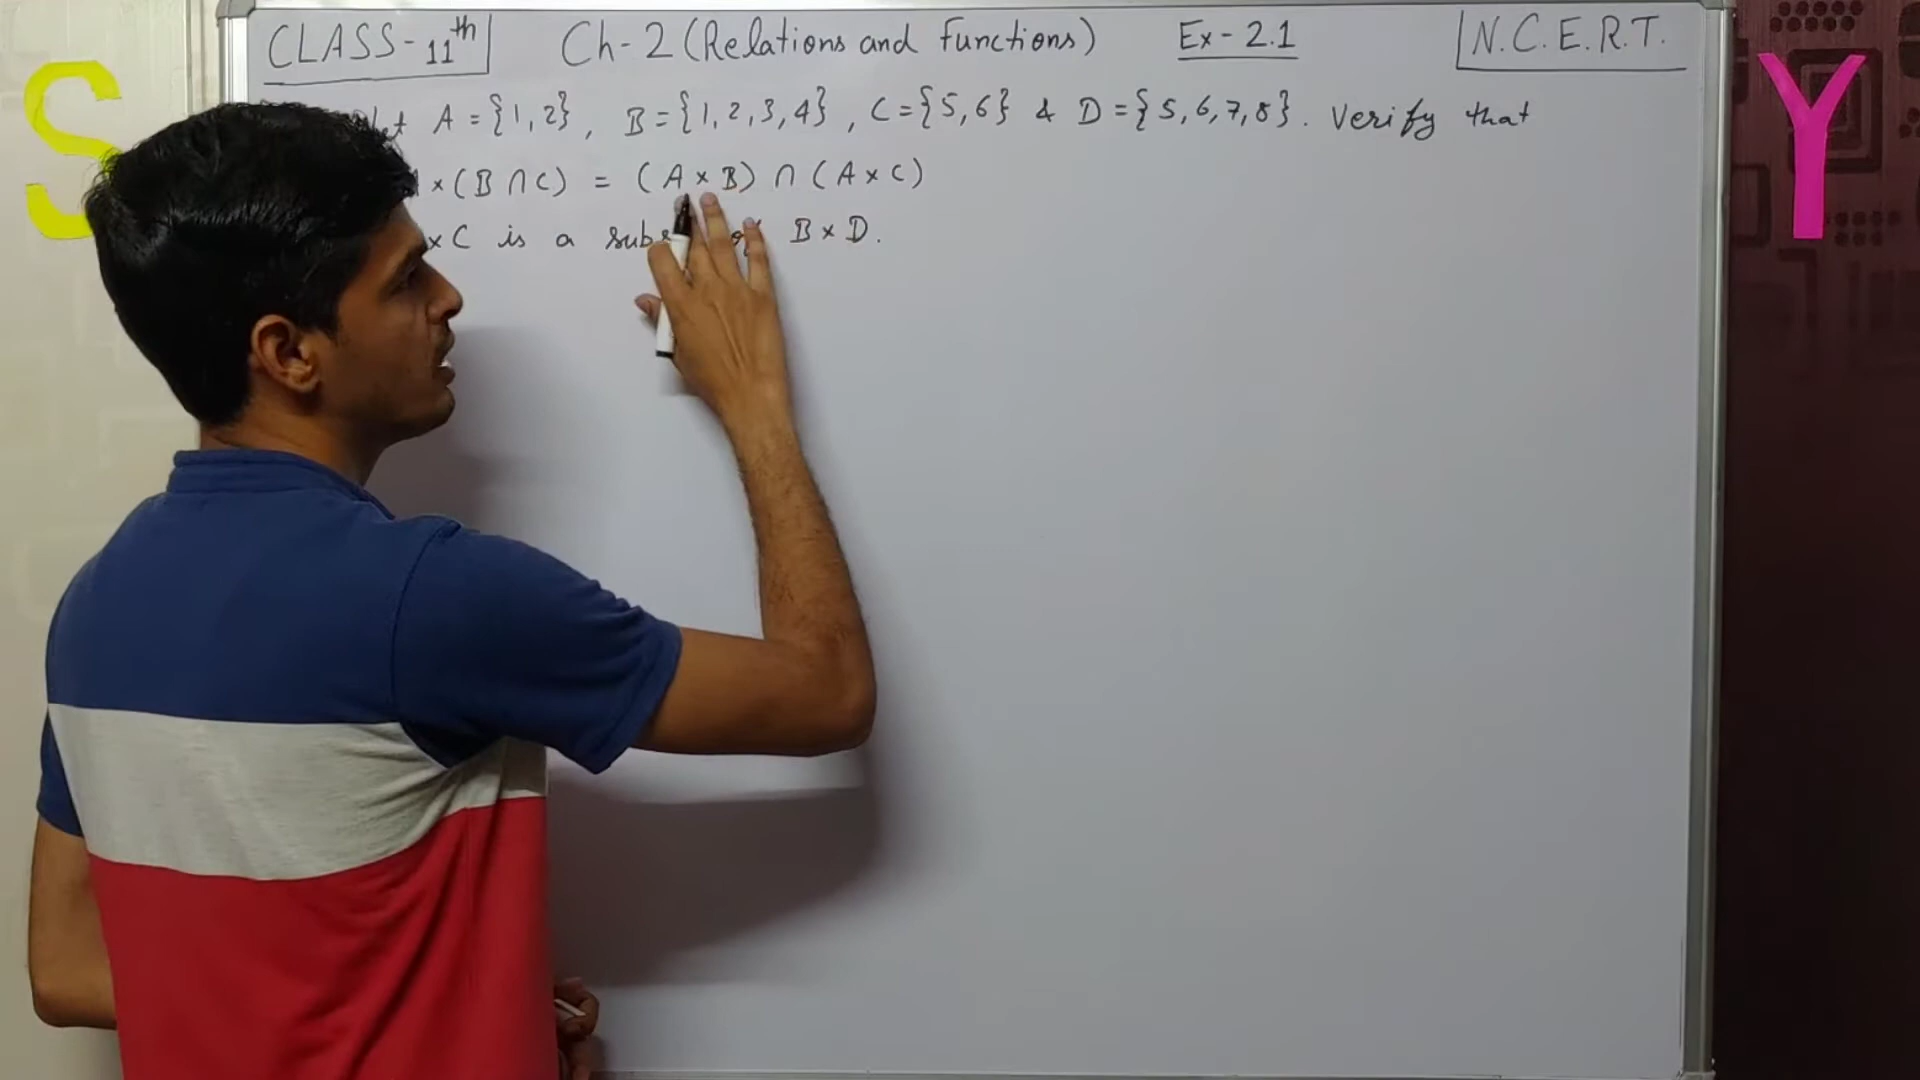 CLASS-11th Ch-2 (Relations and functions) Ex-2.1 N.C.E.R.T.
A = {1,2}, B = {1,2,3,4}, C = {5,6} & D = {5,6,7,8}. Verify that
× (B ∩ C) = (A × B) ∩ (A × C)
× C is a of B × D.
S
Y